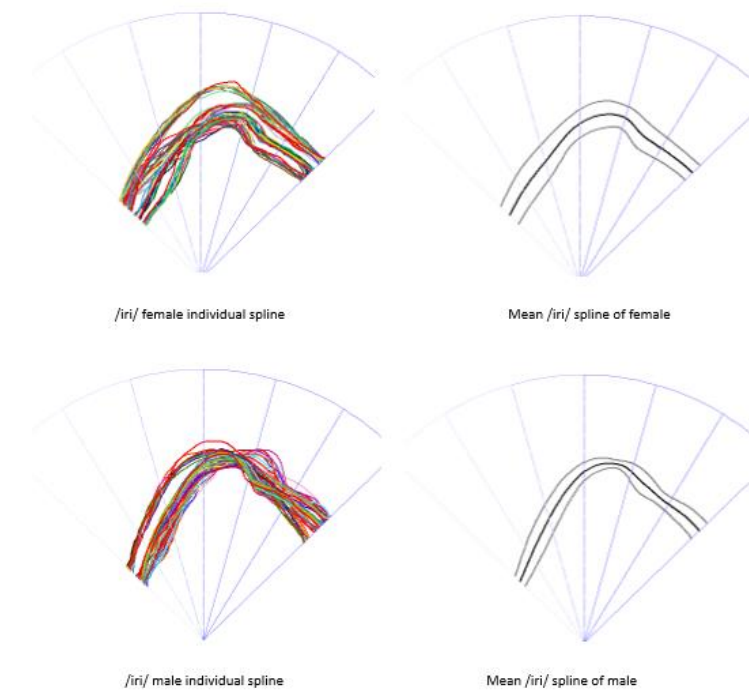 /iri/ female individual spline
Mean /iri/ spline of female
/iri/ male individual spline
Mean /iri/ spline of male